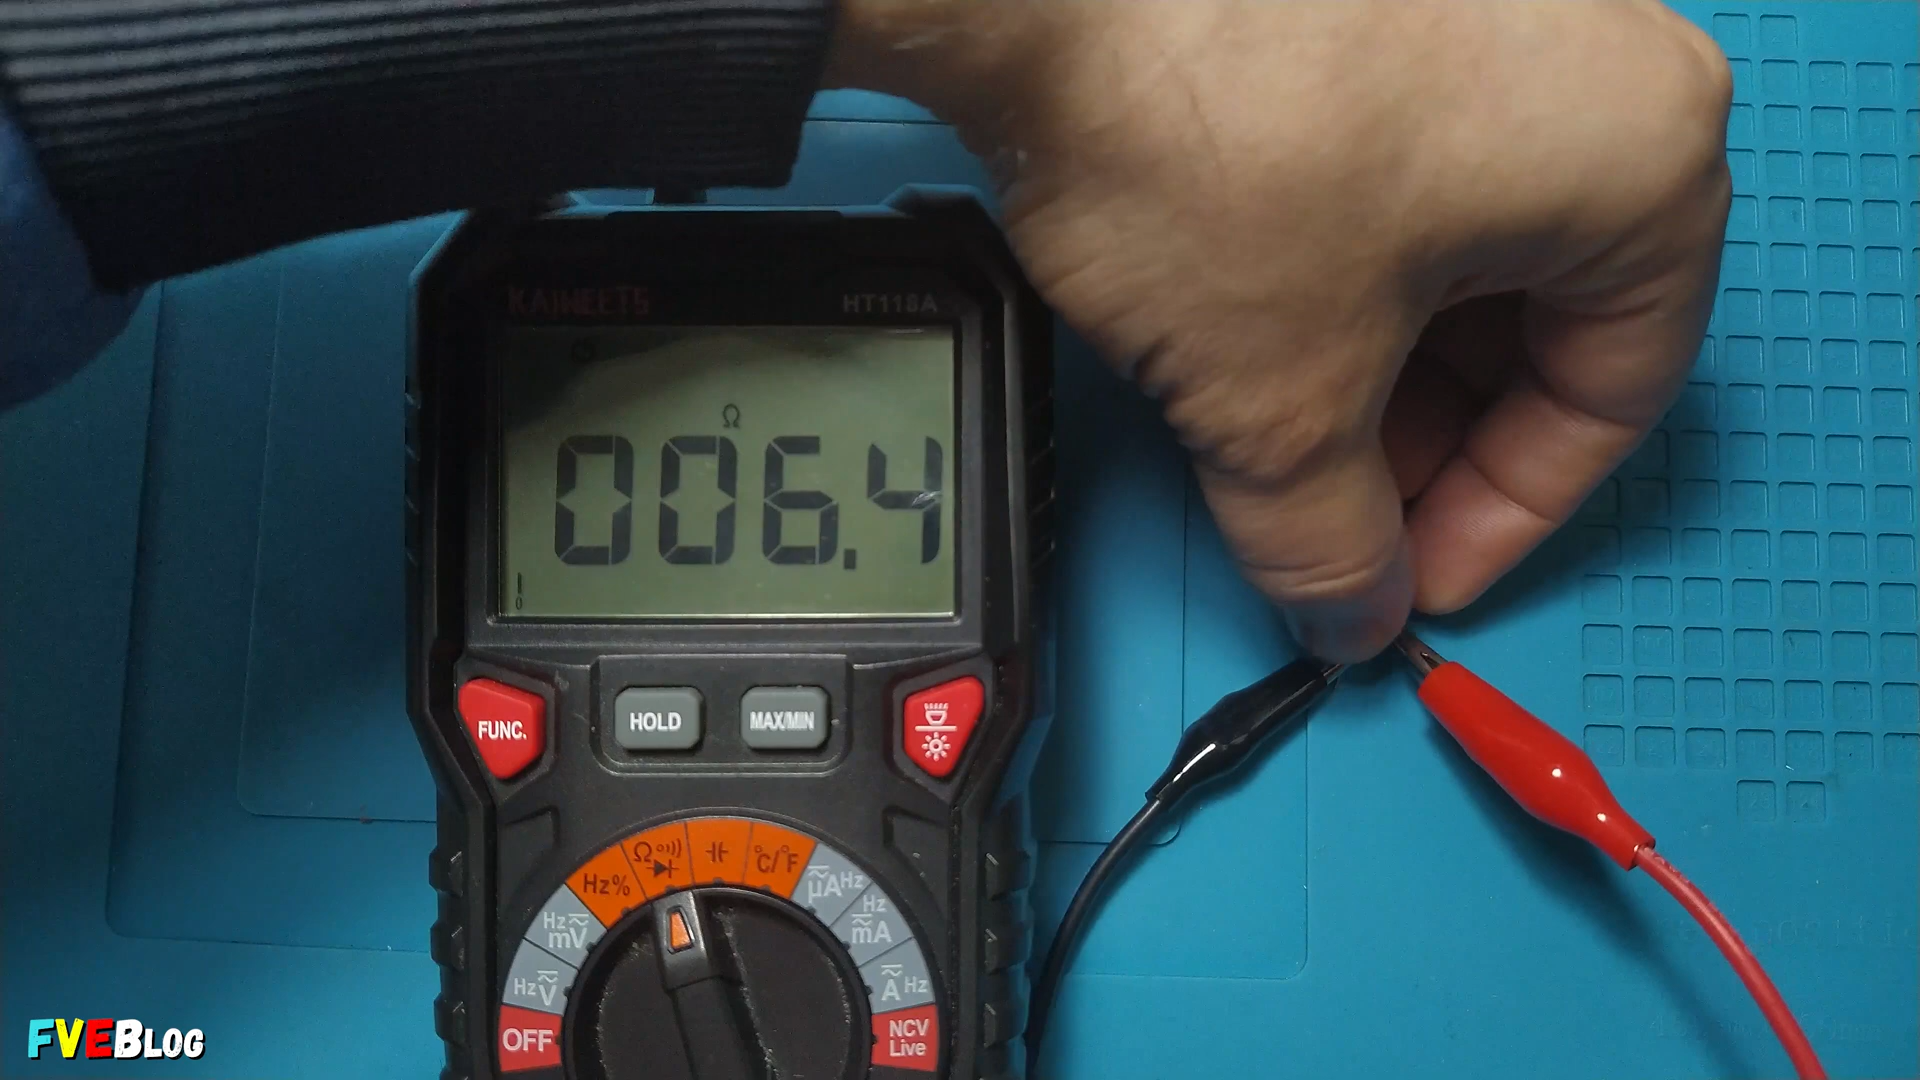 KAIWEETS HT118A
Ω
006.4
0
FUNC. HOLD MAX/MIN
Hz% Ω °C/°F
Hz mV μA Hz
Hz mA
Hz V A Hz
OFF NCV Live
FVEBLOG